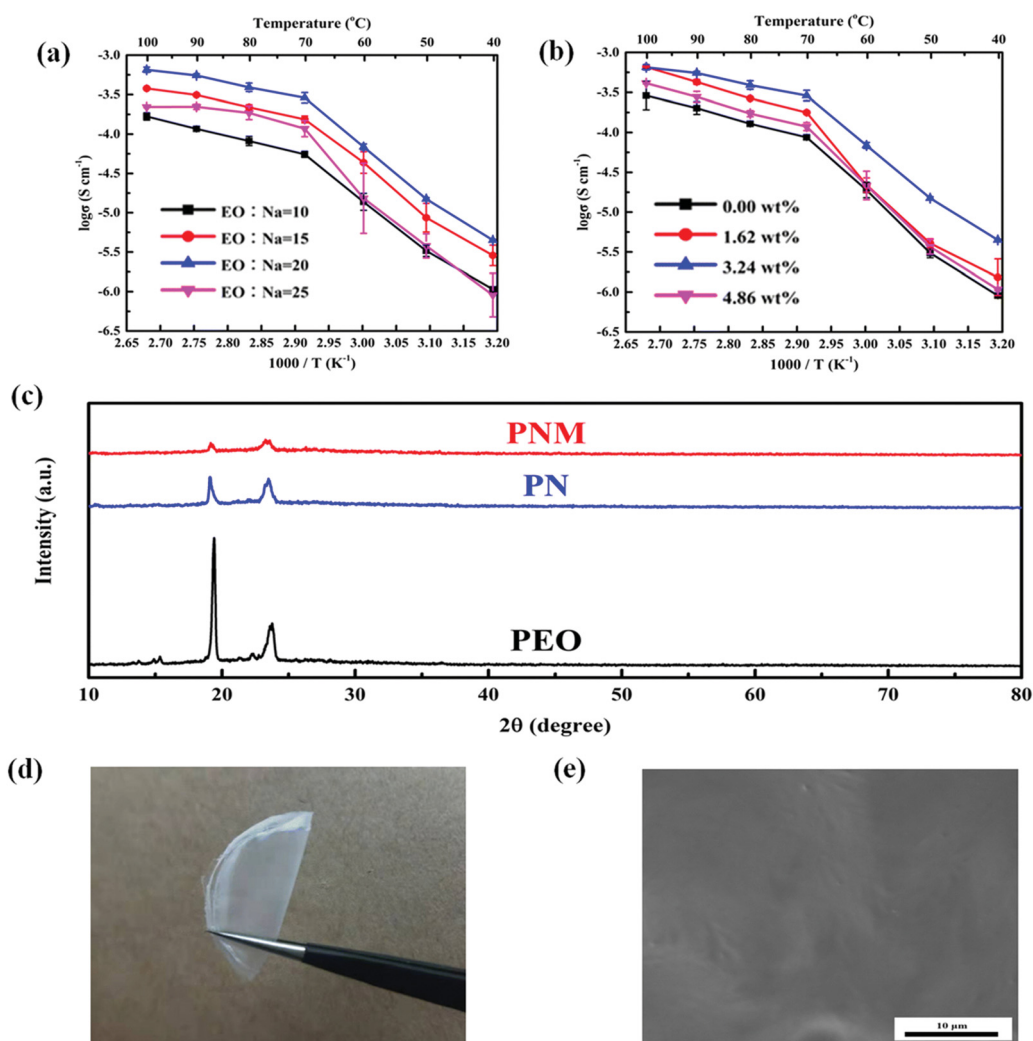 (a)
Temperature (°C)
100 90 80 70 60 50 40
-3.0
-3.5
-4.0
-4.5
-5.0
-5.5
-6.0
-6.5
logσ (S cm⁻¹)
EO：Na=10
EO：Na=15
EO：Na=20
EO：Na=25
2.65 2.70 2.75 2.80 2.85 2.90 2.95 3.00 3.05 3.10 3.15 3.20
1000 / T (K⁻¹)
(b)
Temperature (°C)
100 90 80 70 60 50 40
-3.0
-3.5
-4.0
-4.5
-5.0
-5.5
-6.0
-6.5
logσ (S cm⁻¹)
0.00 wt%
1.62 wt%
3.24 wt%
4.86 wt%
2.65 2.70 2.75 2.80 2.85 2.90 2.95 3.00 3.05 3.10 3.15 3.20
1000 / T (K⁻¹)
(c)
Intensity (a.u.)
PNM
PN
PEO
10 20 30 40 50 60 70 80
2θ (degree)
(d)
(e)
10 μm